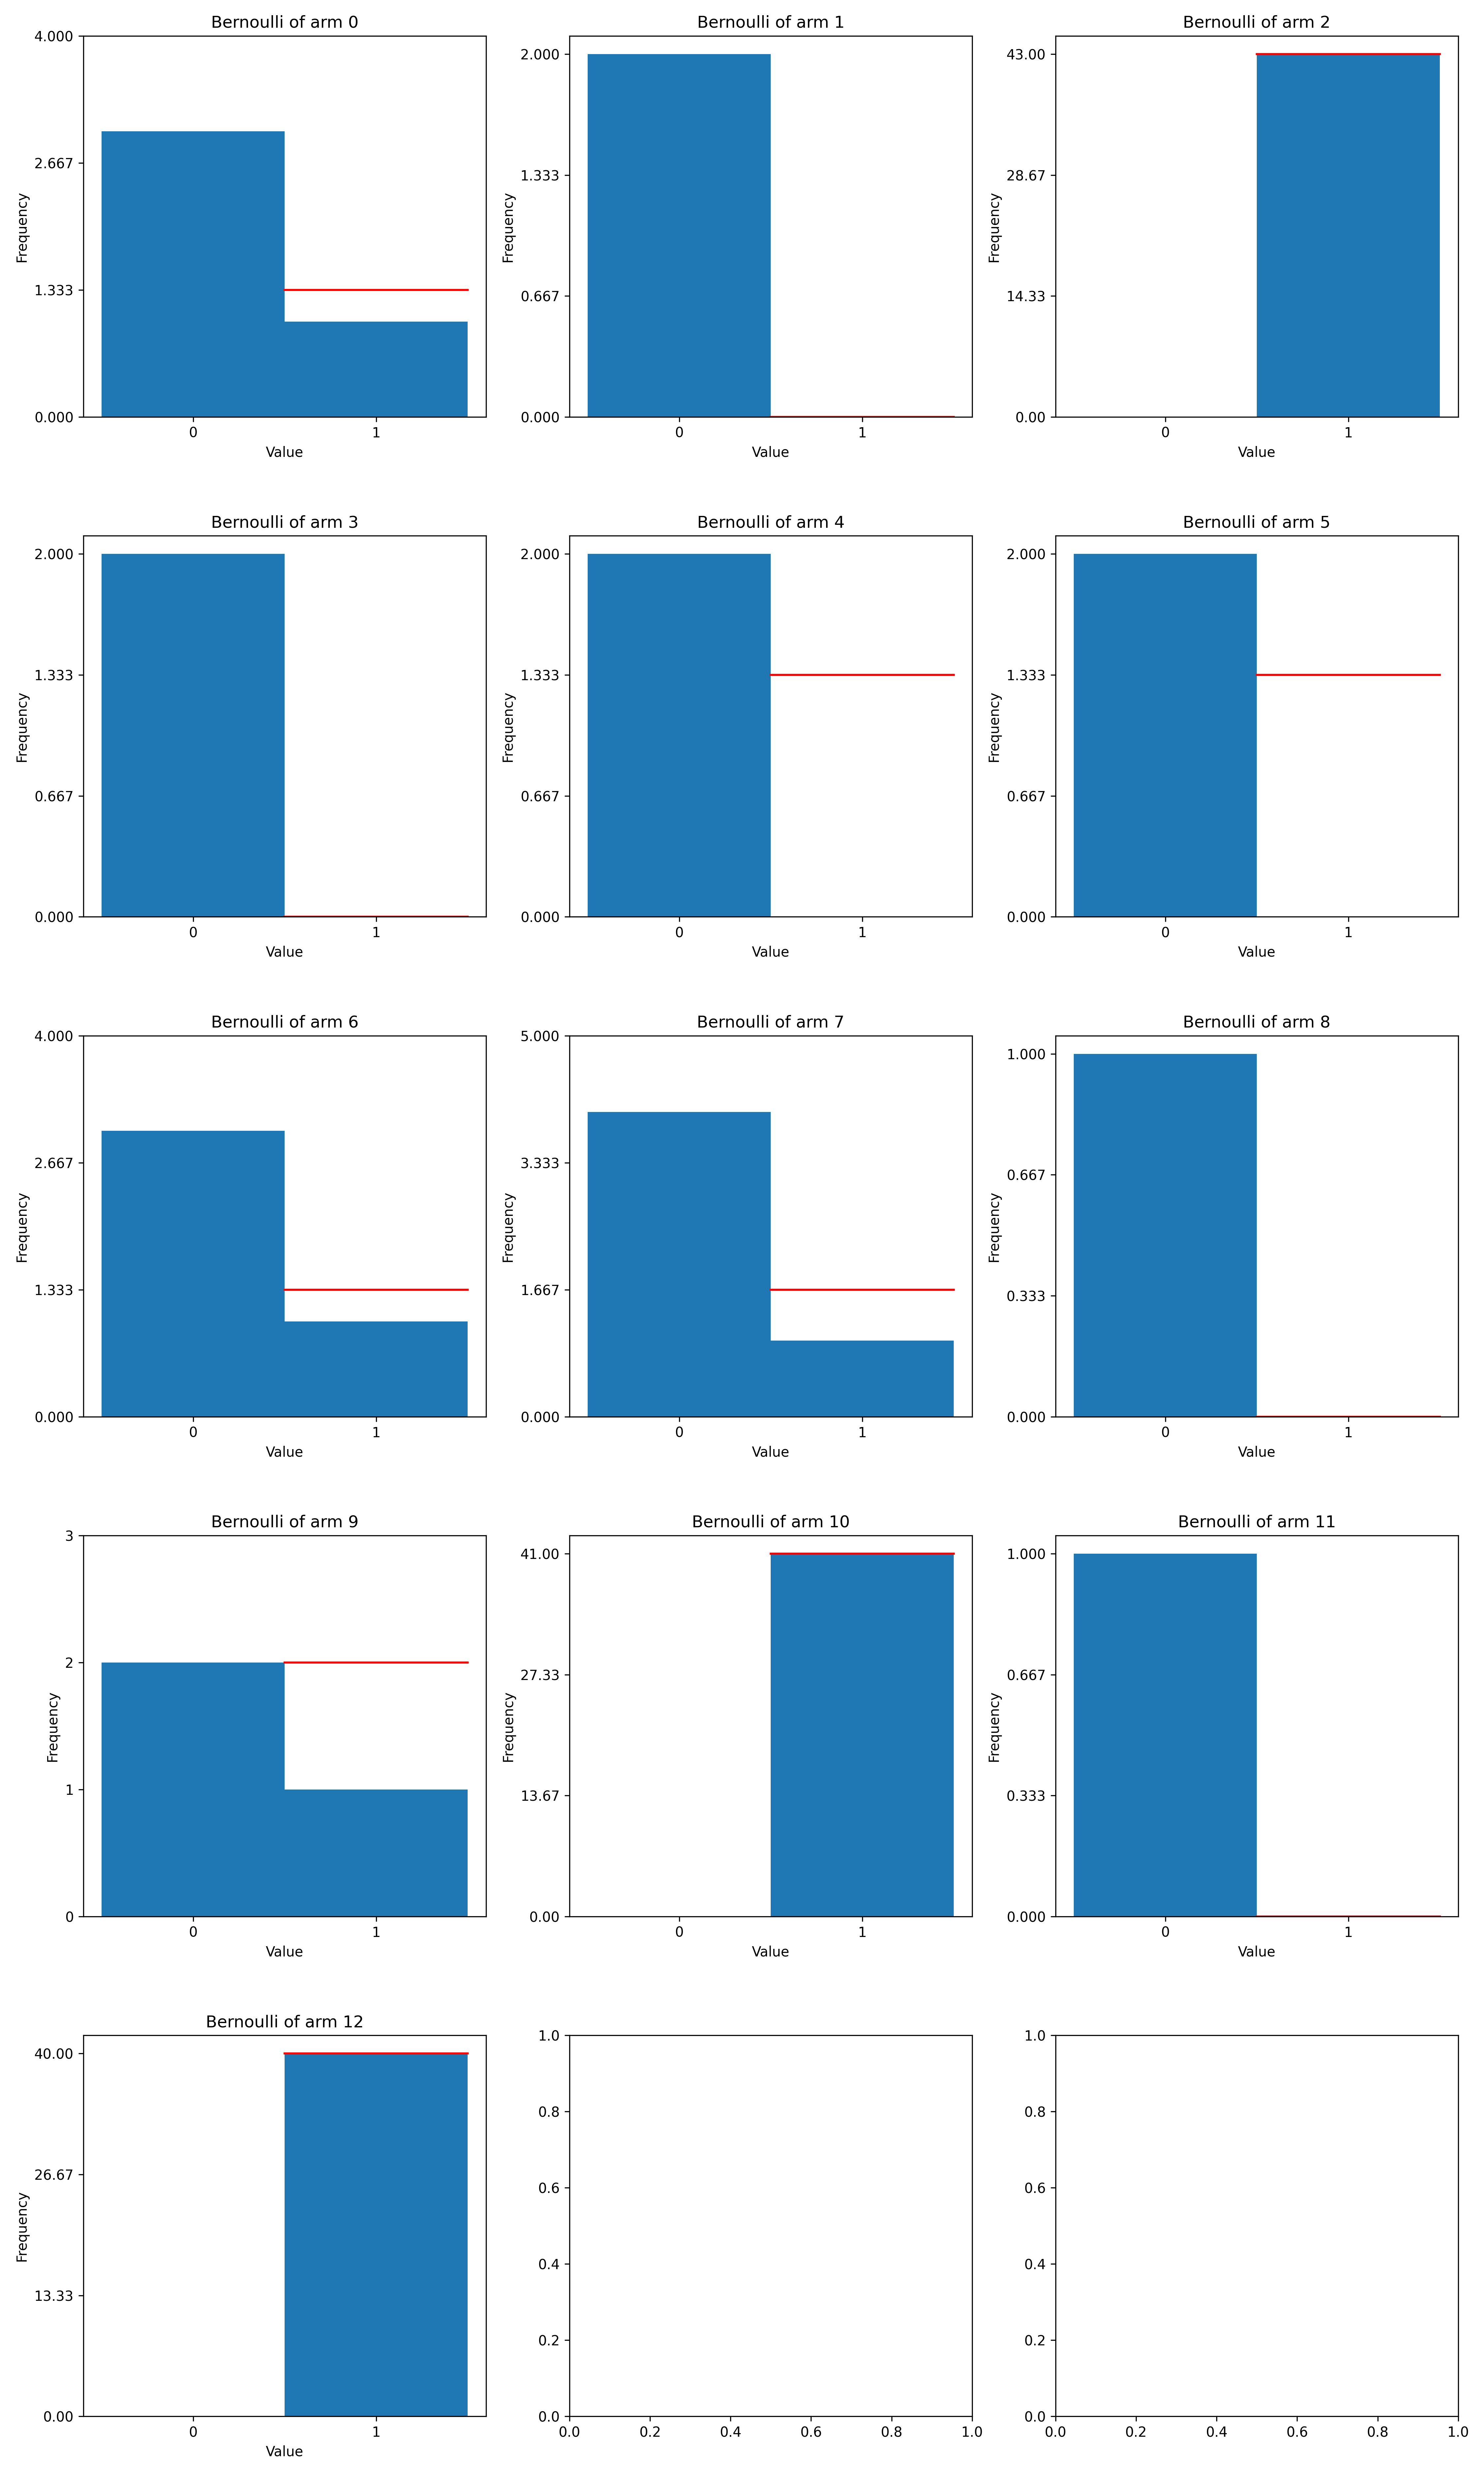 Bernoulli of arm 0
4.000
2.667
1.333
0.000
Frequency
0 1
Value
Bernoulli of arm 1
2.000
1.333
0.667
0.000
Frequency
0 1
Value
Bernoulli of arm 2
43.00
28.67
14.33
0.00
Frequency
0 1
Value
Bernoulli of arm 3
2.000
1.333
0.667
0.000
Frequency
0 1
Value
Bernoulli of arm 4
2.000
1.333
0.667
0.000
Frequency
0 1
Value
Bernoulli of arm 5
2.000
1.333
0.667
0.000
Frequency
0 1
Value
Bernoulli of arm 6
4.000
2.667
1.333
0.000
Frequency
0 1
Value
Bernoulli of arm 7
5.000
3.333
1.667
0.000
Frequency
0 1
Value
Bernoulli of arm 8
1.000
0.667
0.333
0.000
Frequency
0 1
Value
Bernoulli of arm 9
3
2
1
0
Frequency
0 1
Value
Bernoulli of arm 10
41.00
27.33
13.67
0.00
Frequency
0 1
Value
Bernoulli of arm 11
1.000
0.667
0.333
0.000
Frequency
0 1
Value
Bernoulli of arm 12
40.00
26.67
13.33
0.00
Frequency
0 1
Value
1.0
0.8
0.6
0.4
0.2
0.0
0.0 0.2 0.4 0.6 0.8 1.0
1.0
0.8
0.6
0.4
0.2
0.0
0.0 0.2 0.4 0.6 0.8 1.0